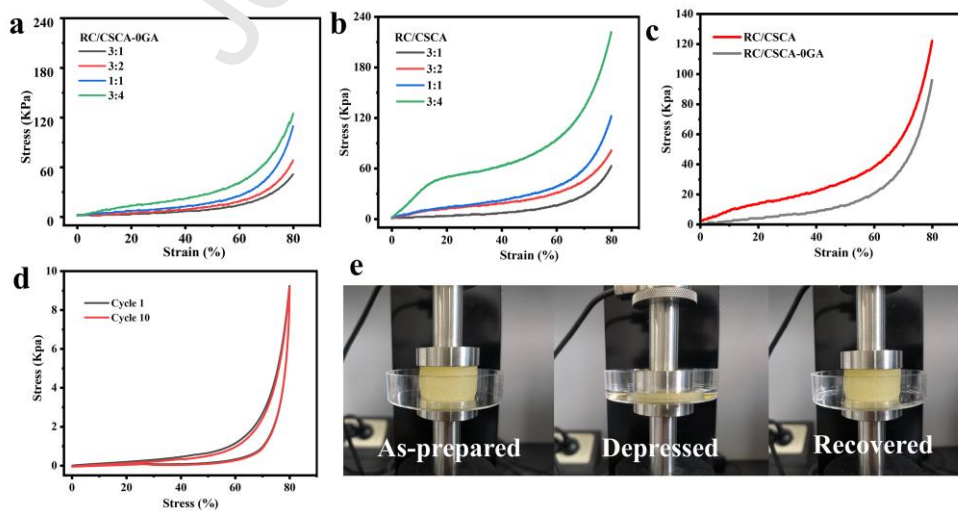 a
RC/CSCA-0GA
3:1
3:2
1:1
3:4
240
180
120
60
0
Stress (KPa)
0 20 40 60 80
Strain (%)
b
RC/CSCA
3:1
3:2
1:1
3:4
240
180
120
60
0
Stress (KPa)
0 20 40 60 80
Strain (%)
c
RC/CSCA
RC/CSCA-0GA
140
120
100
80
60
40
20
0
Stress (Kpa)
0 20 40 60 80
Strain (%)
d
Cycle 1
Cycle 10
10
8
6
4
2
0
Stress (Kpa)
0 20 40 60 80
Stress (%)
e
As-prepared
Depressed
Recovered